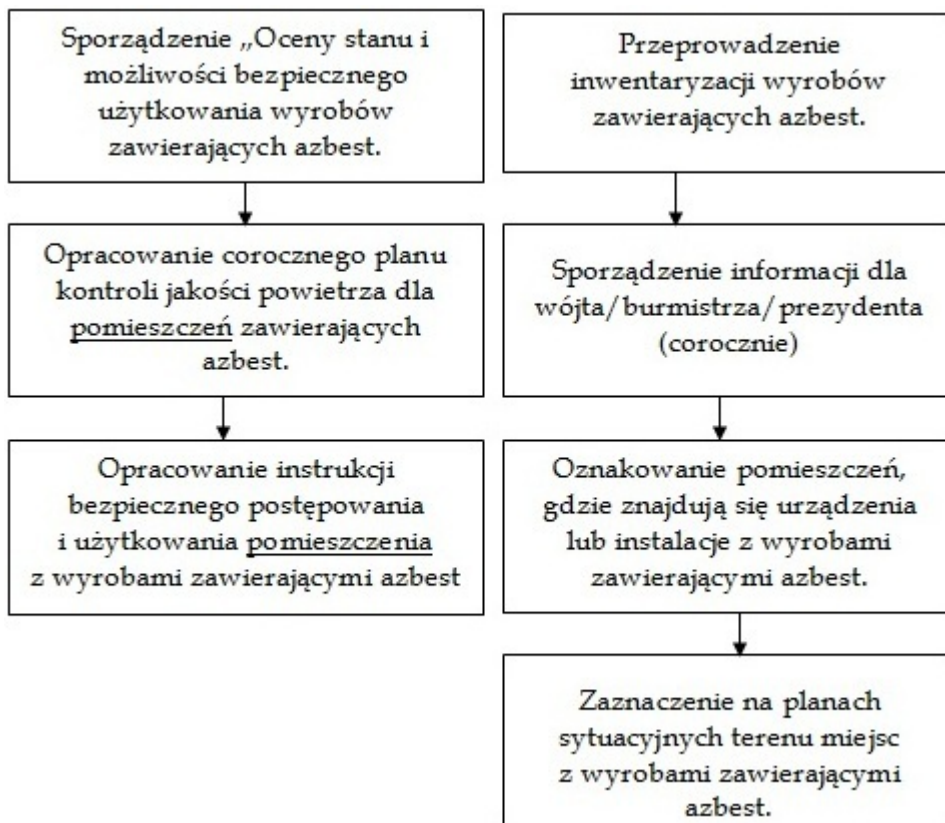 Sporządzenie „Oceny stanu i
możliwości bezpiecznego
użytkowania wyrobów
zawierających azbest.
Opracowanie corocznego planu
kontroli jakości powietrza dla
pomieszczeń zawierających
azbest.
Opracowanie instrukcji
bezpiecznego postępowania
i użytkowania pomieszczenia
z wyrobami zawierającymi azbest
Przeprowadzenie
inwentaryzacji wyrobów
zawierających azbest.
Sporządzenie informacji dla
wójta/burmistrza/prezydenta
(corocznie)
Oznakowanie pomieszczeń,
gdzie znajdują się urządzenia
lub instalacje z wyrobami
zawierającymi azbest.
Zaznaczenie na planach
sytuacyjnych terenu miejsc
z wyrobami zawierającymi
azbest.